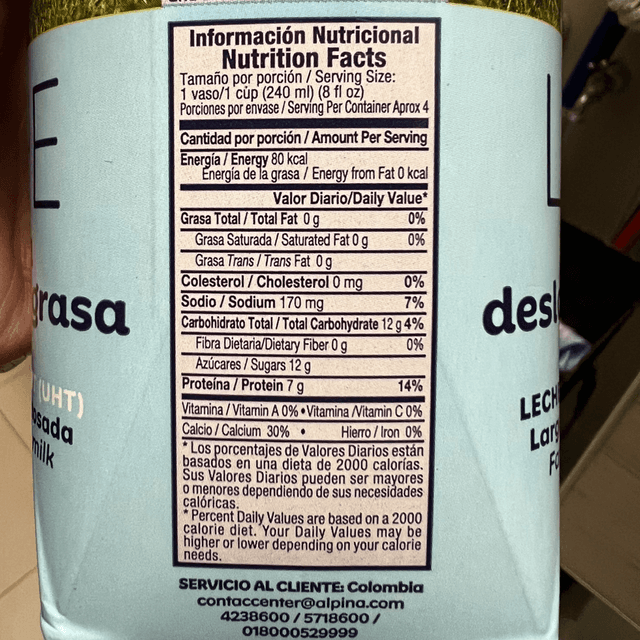 E
L
grasa
desl
(UHT)
osada
milk
LECH
Larg
Fa
Información Nutricional
Nutrition Facts
Tamaño por porción / Serving Size:
1 vaso/1 cup (240 ml) (8 fl oz)
Porciones por envase / Serving Per Container Aprox 4
Cantidad por porción / Amount Per Serving
Energía / Energy 80 kcal
Energía de la grasa / Energy from Fat 0 kcal
Valor Diario/Daily Value*
Grasa Total / Total Fat 0 g 0%
Grasa Saturada / Saturated Fat 0 g 0%
Grasa Trans / Trans Fat 0 g
Colesterol / Cholesterol 0 mg 0%
Sodio / Sodium 170 mg 7%
Carbohidrato Total / Total Carbohydrate 12 g 4%
Fibra Dietaria/Dietary Fiber 0 g 0%
Azúcares / Sugars 12 g
Proteína / Protein 7 g 14%
Vitamina / Vitamin A 0% • Vitamina /Vitamin C 0%
Calcio / Calcium 30% • Hierro / Iron 0%
* Los porcentajes de Valores Diarios están
basados en una dieta de 2000 calorías.
Sus Valores Diarios pueden ser mayores
o menores dependiendo de sus necesidades
calóricas.
* Percent Daily Values are based on a 2000
calorie diet. Your Daily Values may be
higher or lower depending on your calorie
needs.
SERVICIO AL CLIENTE: Colombia
contaccenter@alpina.com
4238600 / 5718600 /
018000529999